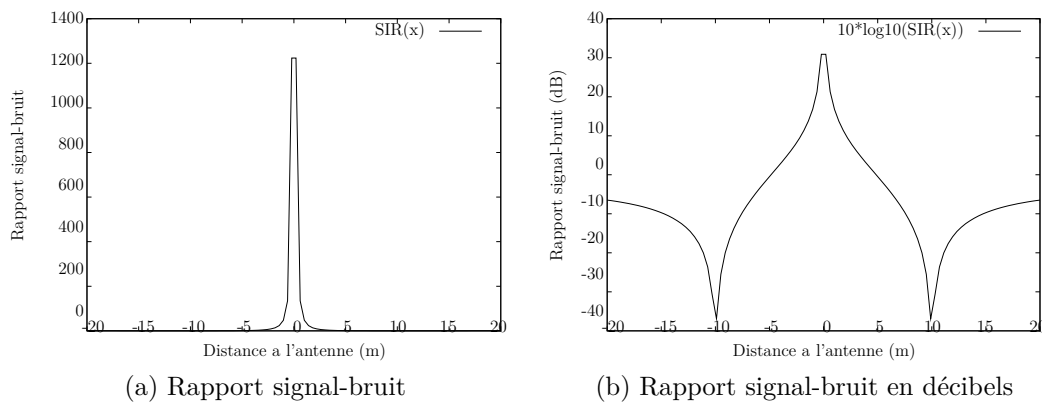 1400
1200
1000
800
600
400
200
0
-20 -15 -10 -5 0 5 10 15 20
Rapport signal-bruit
Distance a l'antenne (m)
SIR(x)
(a) Rapport signal-bruit
40
30
20
10
0
-10
-20
-30
-40
-20 -15 -10 -5 0 5 10 15 20
Rapport signal-bruit (dB)
Distance a l'antenne (m)
10*log10(SIR(x))
(b) Rapport signal-bruit en décibels